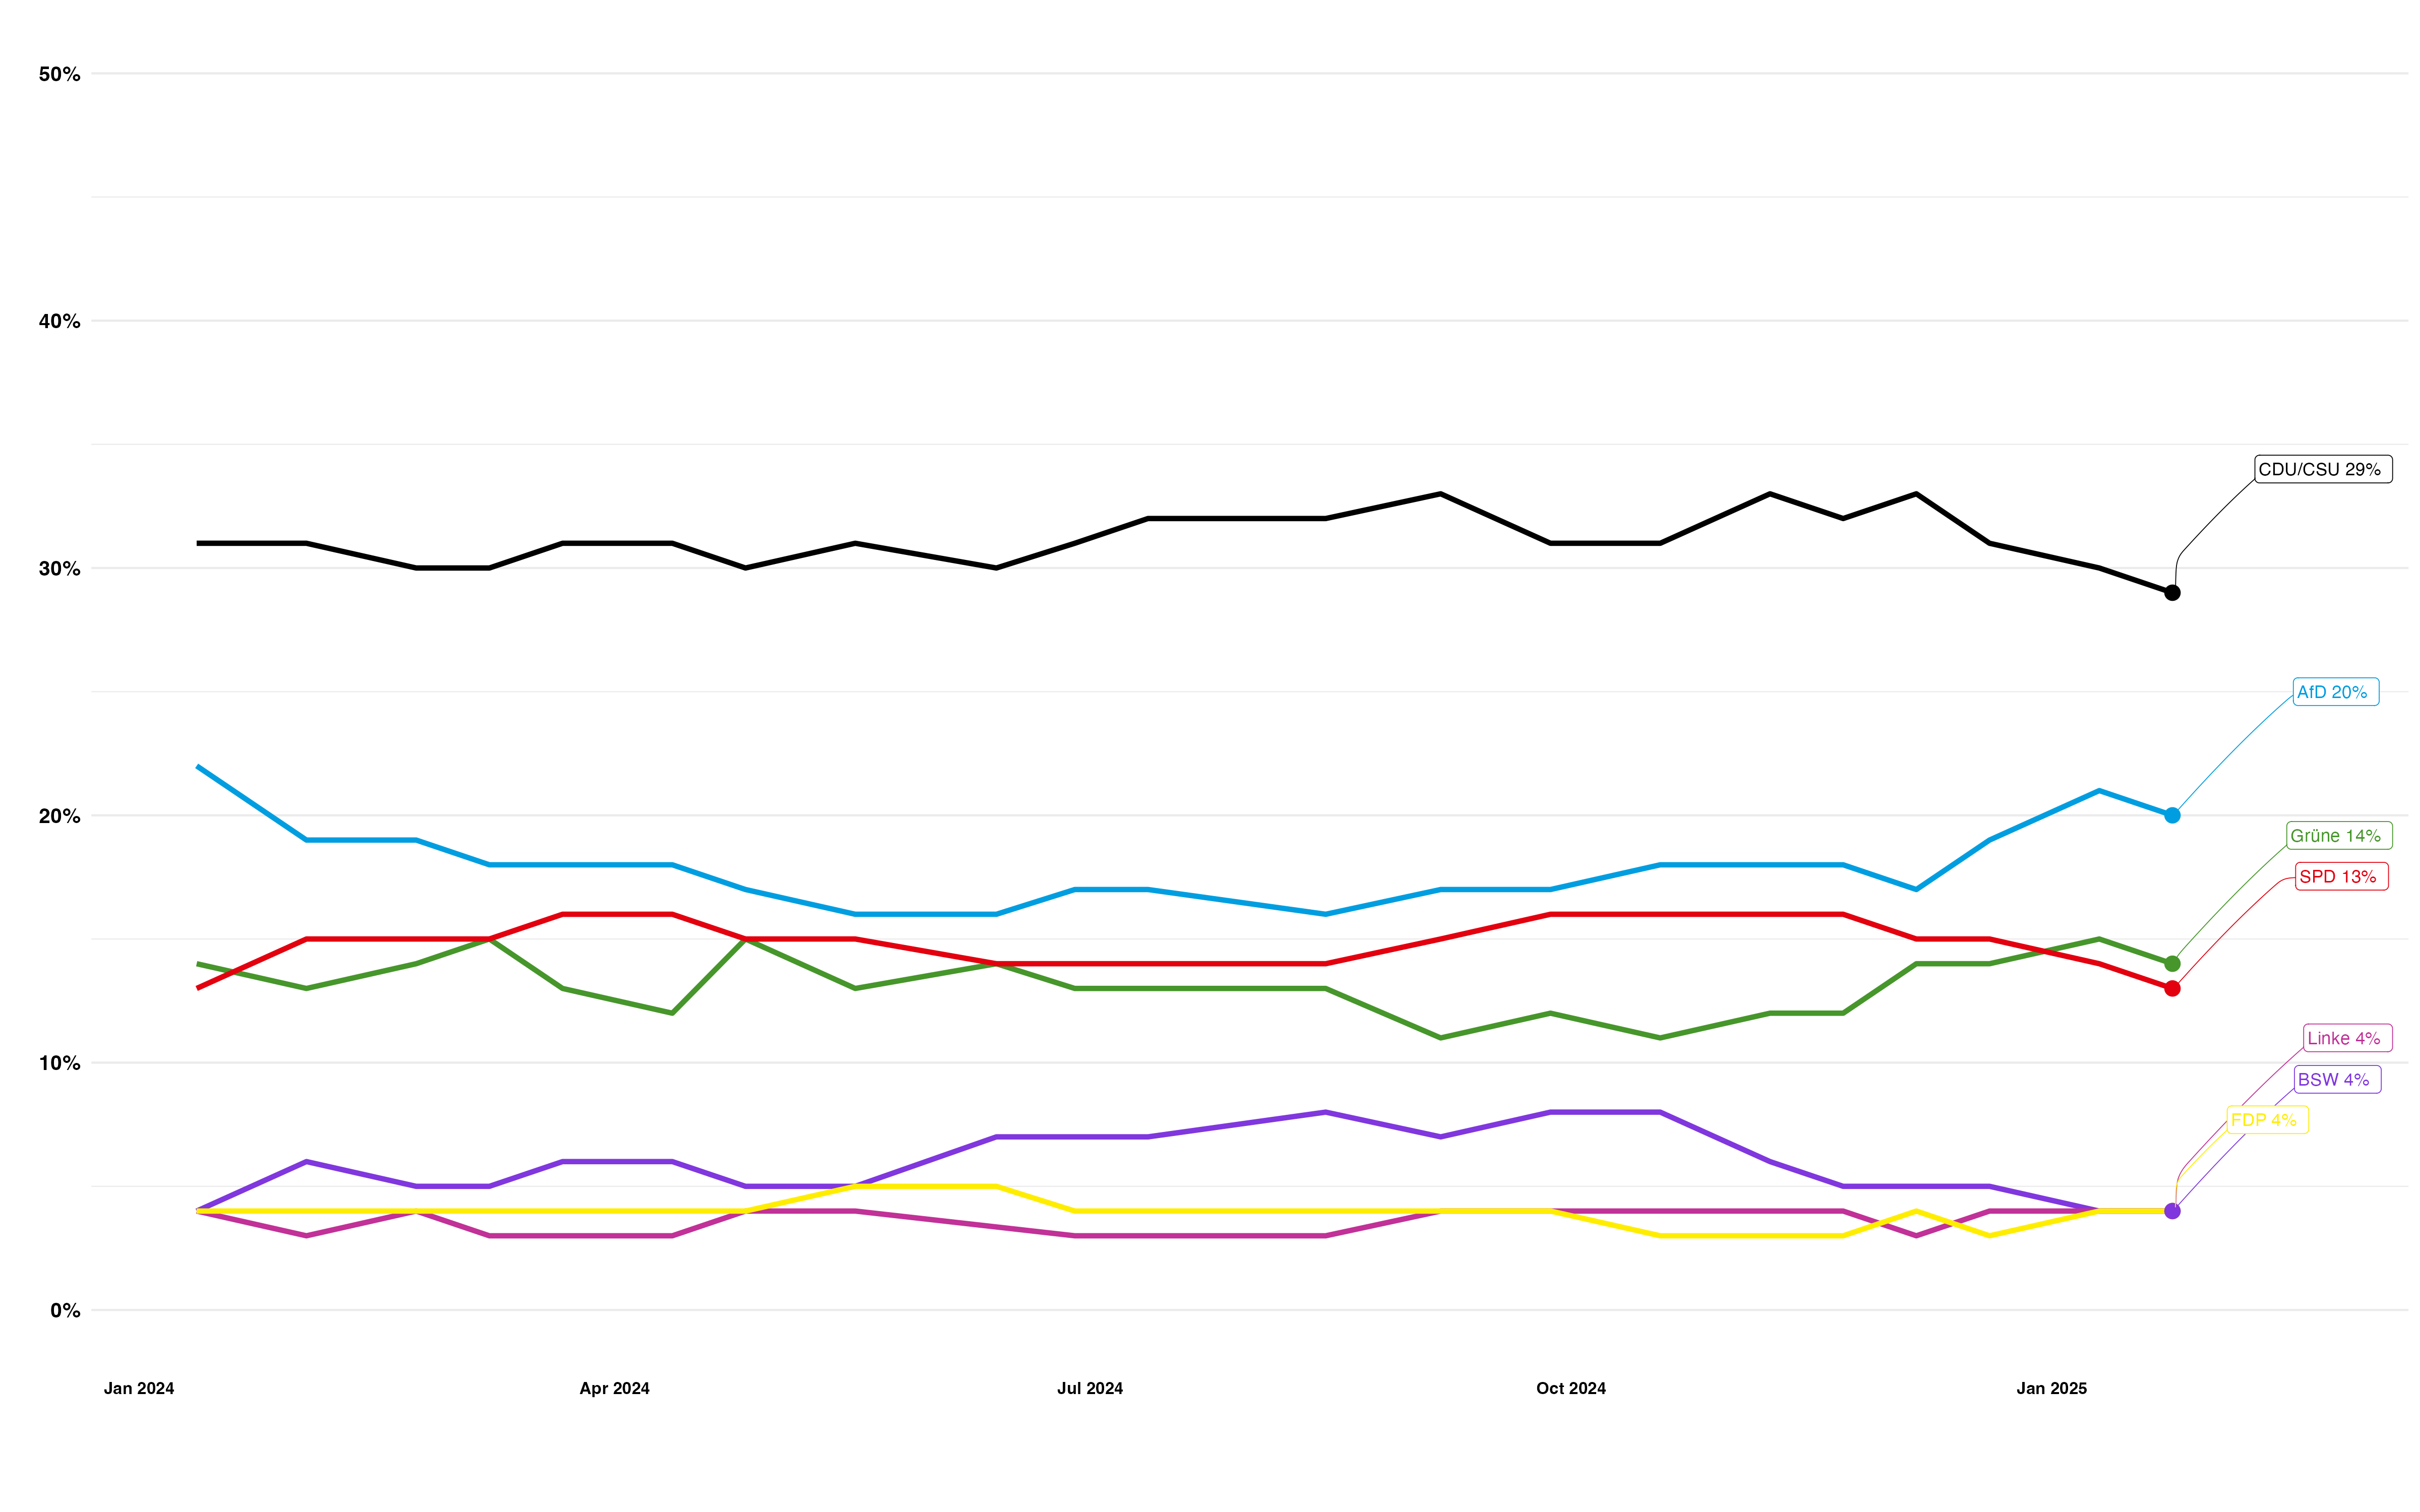 50%
40%
30%
20%
10%
0%
CDU/CSU 29%
AfD 20%
Grüne 14%
SPD 13%
Linke 4%
BSW 4%
FDP 4%
Jan 2024
Apr 2024
Jul 2024
Oct 2024
Jan 2025